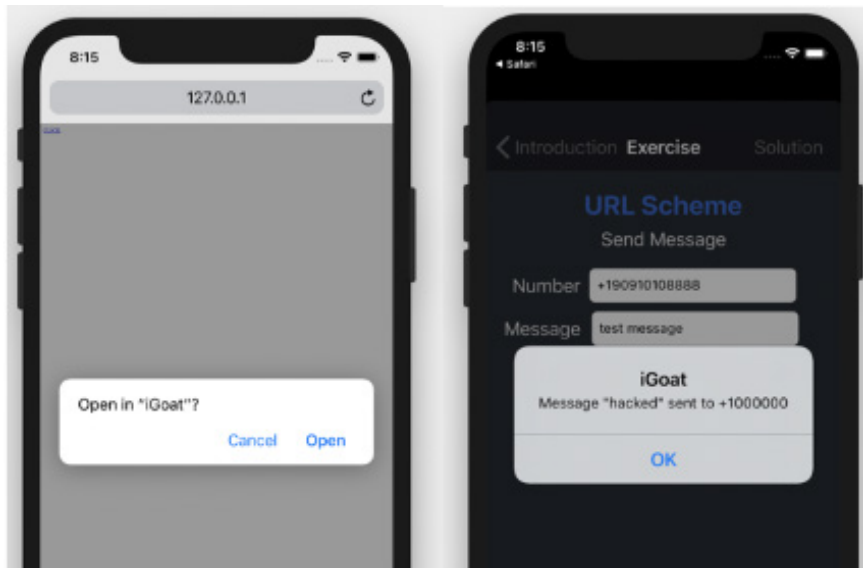 8:15
127.0.0.1
Open in "iGoat"?
Cancel Open
8:15
◀ Safari
Introduction Exercise Solution
URL Scheme
Send Message
Number +190910108888
Message test message
iGoat
Message "hacked" sent to +1000000
OK